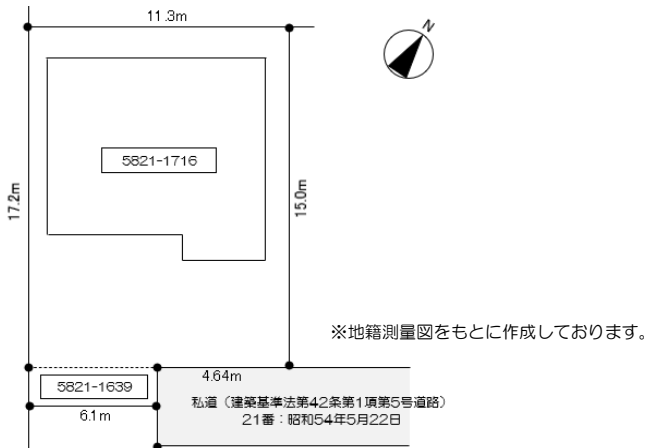 11.3m
N
5821-1716
17.2m
15.0m
※地籍測量図をもとに作成しております。
4.64m
5821-1639
私道（建築基準法第42条第1項第5号道路）
6.1m
21番：昭和54年5月22日